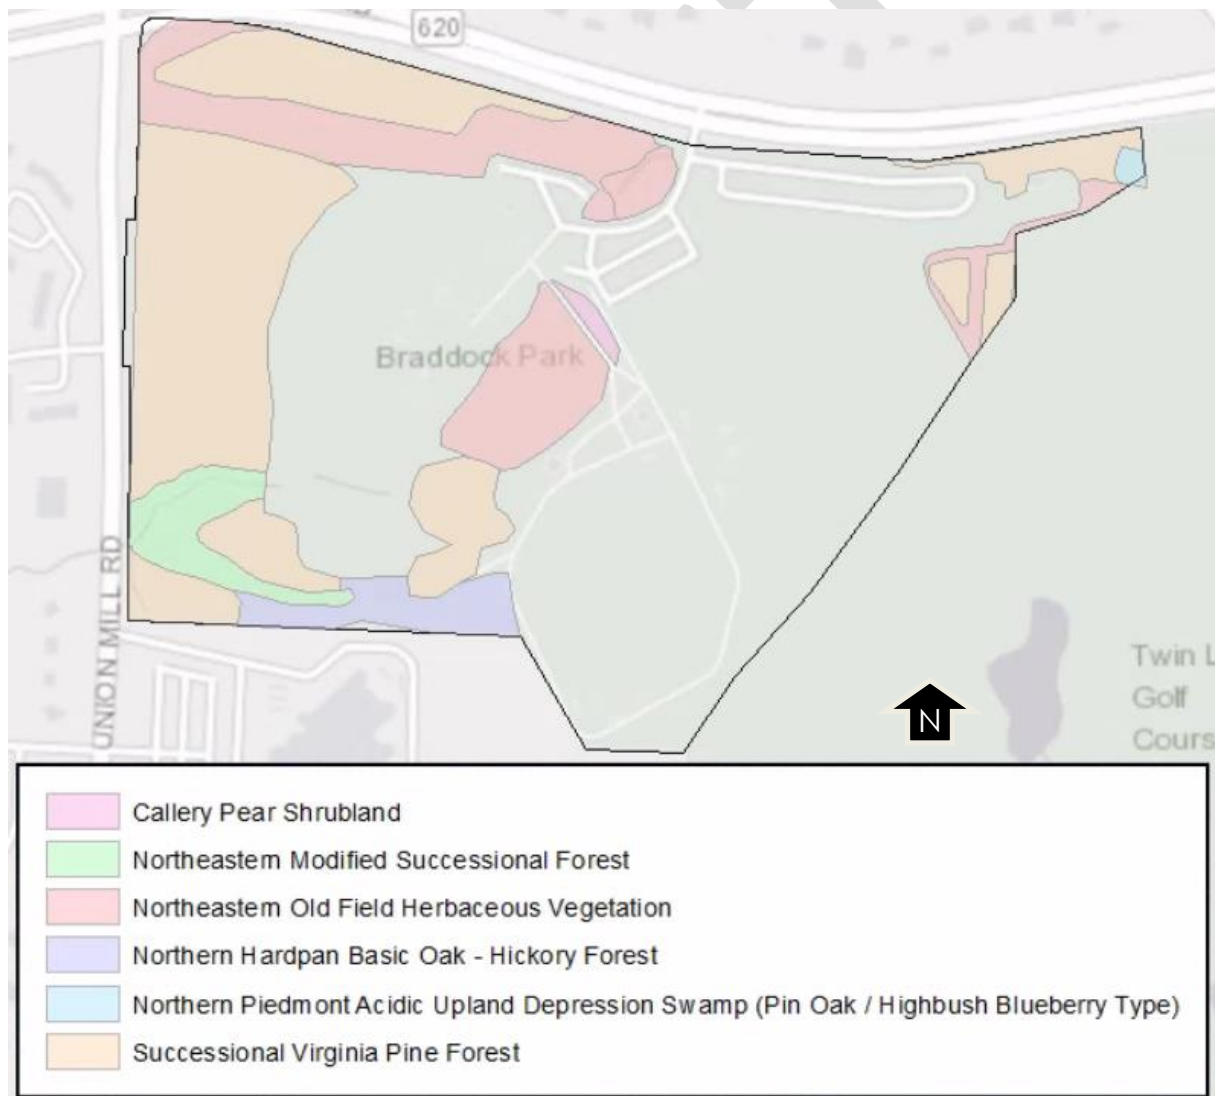 620
Braddock Park
UNION MILL RD
Twin L
Golf
Cours
N
Callery Pear Shrubland
Northeastern Modified Successional Forest
Northeastern Old Field Herbaceous Vegetation
Northern Hardpan Basic Oak - Hickory Forest
Northern Piedmont Acidic Upland Depression Swamp (Pin Oak / Highbush Blueberry Type)
Successional Virginia Pine Forest